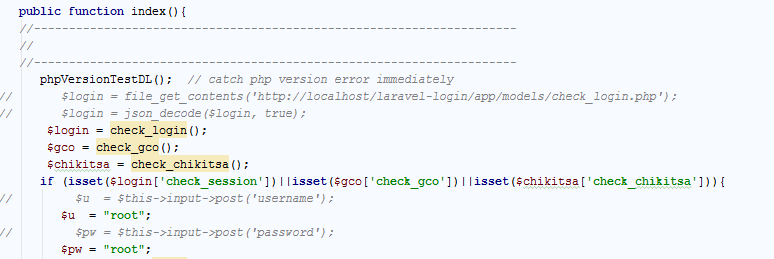 public function index(){
//---------------------------------------------------------------------
//
//---------------------------------------------------------------------
phpVersionTestDL();  // catch php version error immediately
//      $login = file_get_contents('http://localhost/laravel-login/app/models/check_login.php');
//      $login = json_decode($login, true);
$login = check_login();
$gco = check_gco();
$chikitsa = check_chikitsa();
if (isset($login['check_session'])||isset($gco['check_gco'])||isset($chikitsa['check_chikitsa'])){
//        $u  = $this->input->post('username');
$u  = "root";
//        $pw = $this->input->post('password');
$pw = "root";